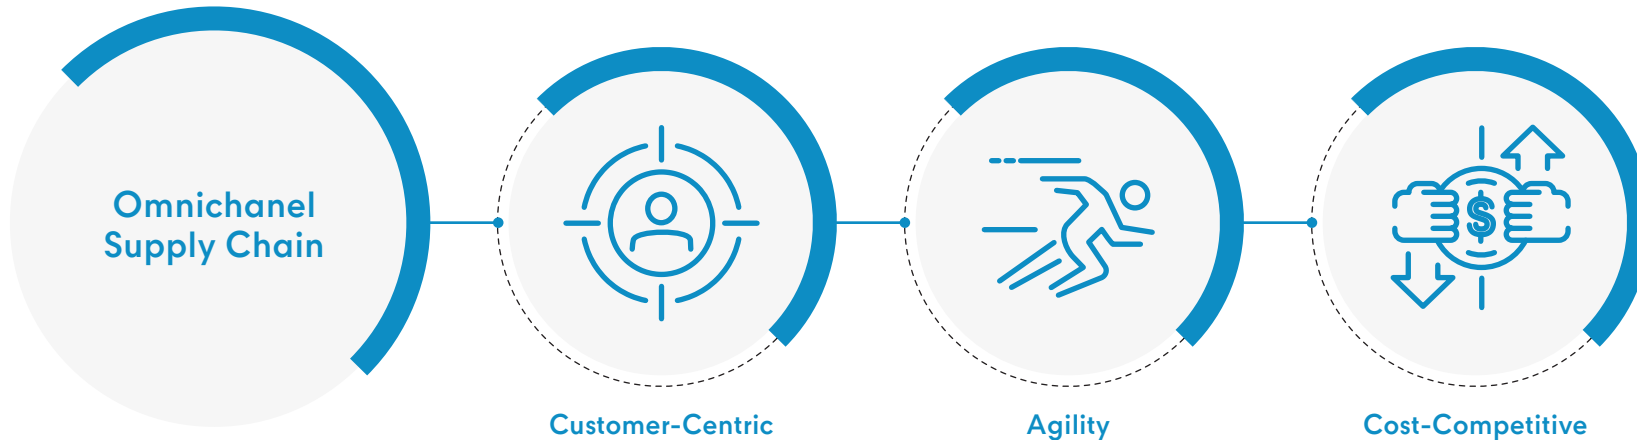 Omnichanel
Supply Chain
$
Customer-Centric
Agility
Cost-Competitive